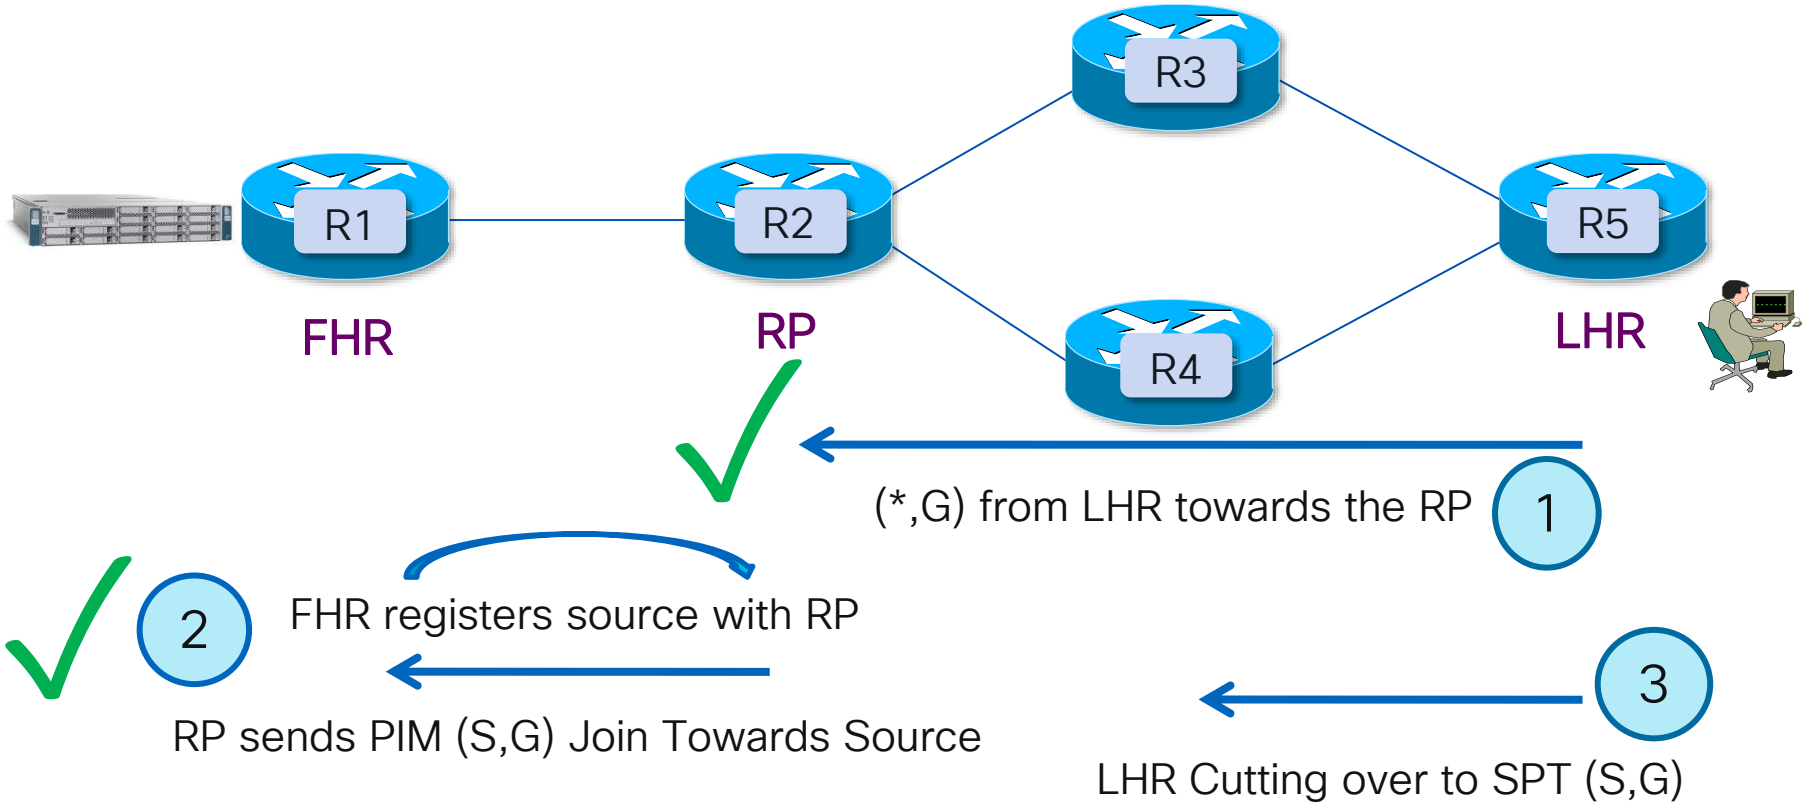 R3
R1
R2
R5
FHR
RP
LHR
R4
(*,G) from LHR towards the RP
1
2
FHR registers source with RP
3
RP sends PIM (S,G) Join Towards Source
LHR Cutting over to SPT (S,G)